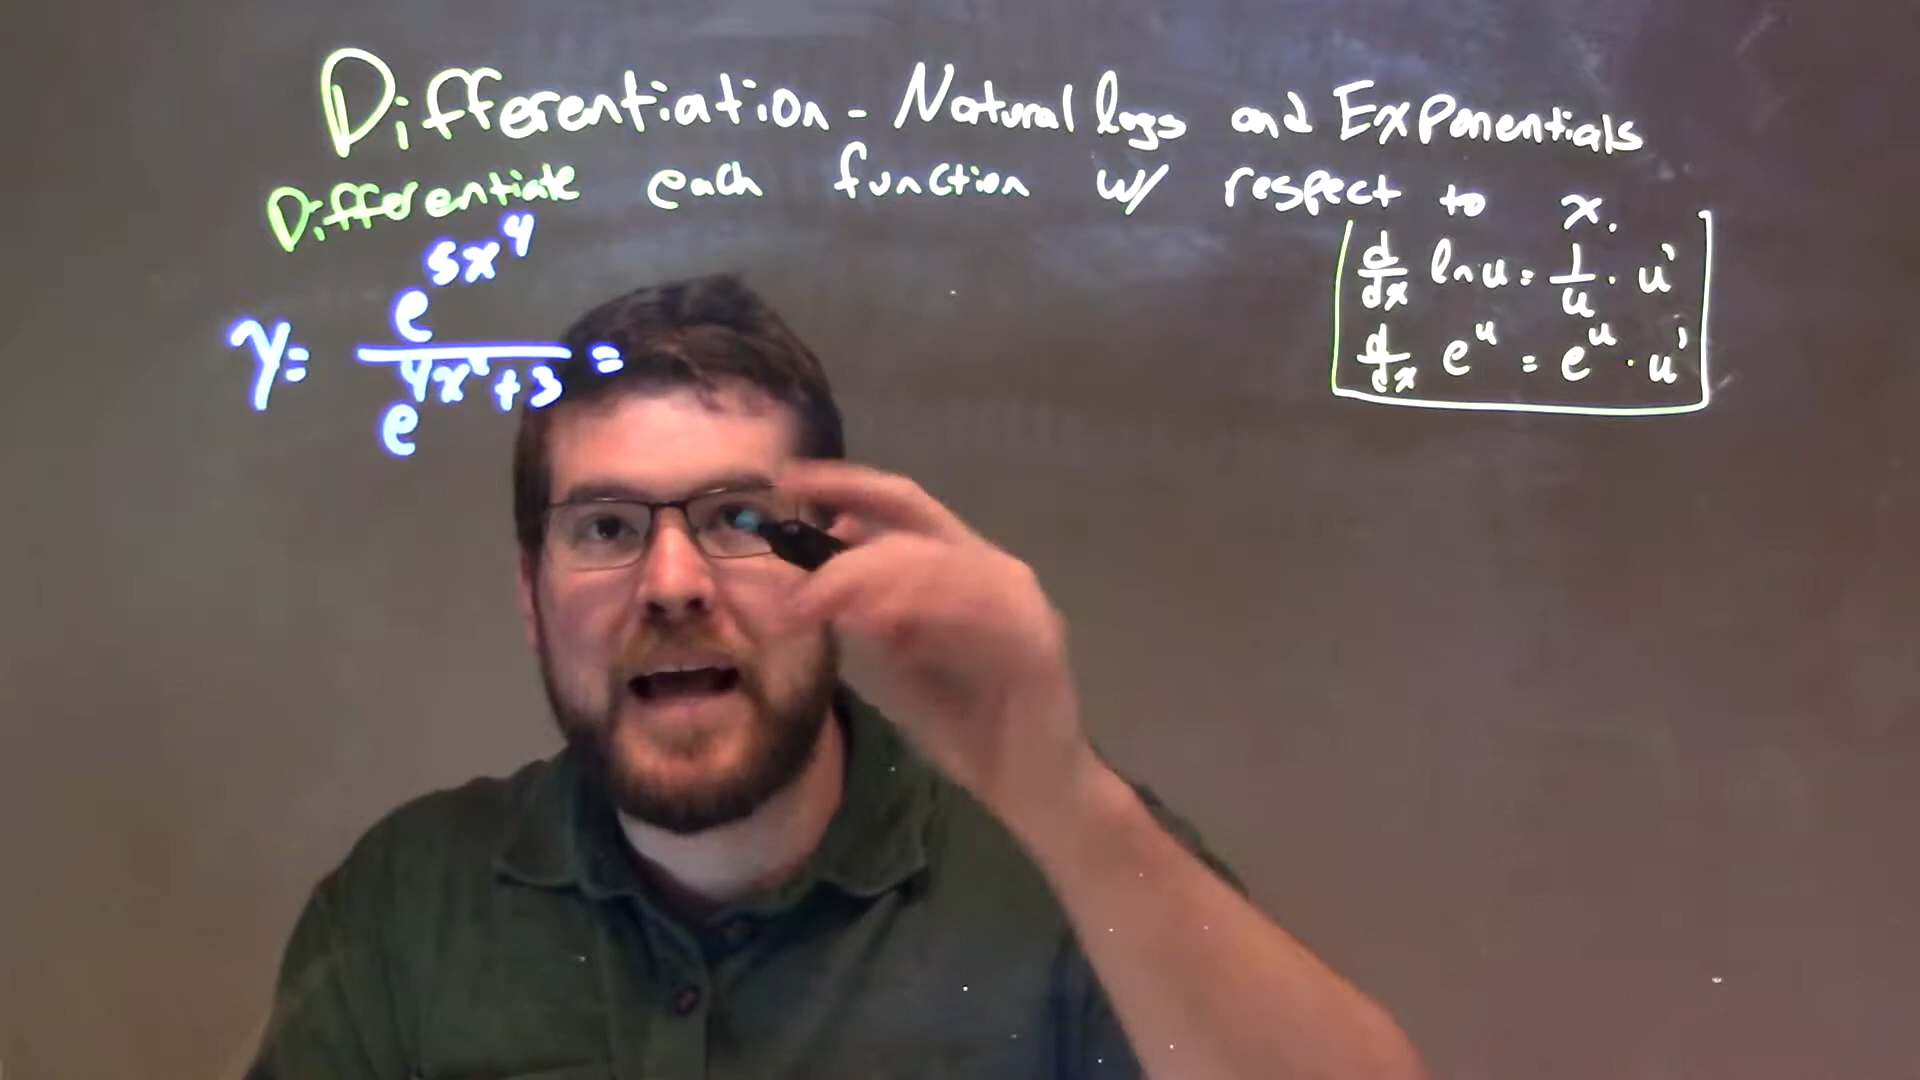 Differentiation - Natural logs and Exponentials
Differentiate each function w/ respect to x.
y = e^{5x^4} / e^{4x^2+3} =
d/dx ln u = 1/u · u'
d/dx e^u = e^u · u'